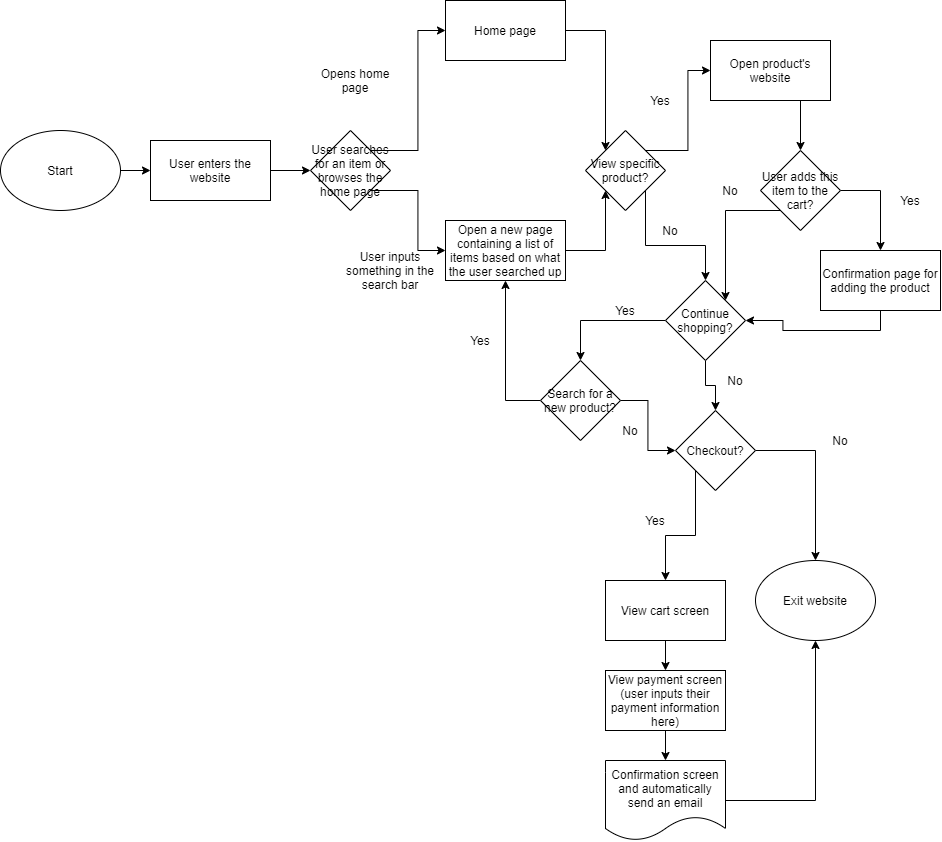 Home page
Opens home
page
Open product's
website
Yes
Start
User enters the
website
User searches
for an item or
browses the
home page
View specific
product?
User adds this
item to the
cart?
No
Yes
User inputs
something in the
search bar
Open a new page
containing a list of
items based on what
the user searched up
No
Confirmation page for
adding the product
Yes
Continue
shopping?
Yes
No
Search for a
new product?
No
Checkout?
No
Yes
View cart screen
Exit website
View payment screen
(user inputs their
payment information
here)
Confirmation screen
and automatically
send an email